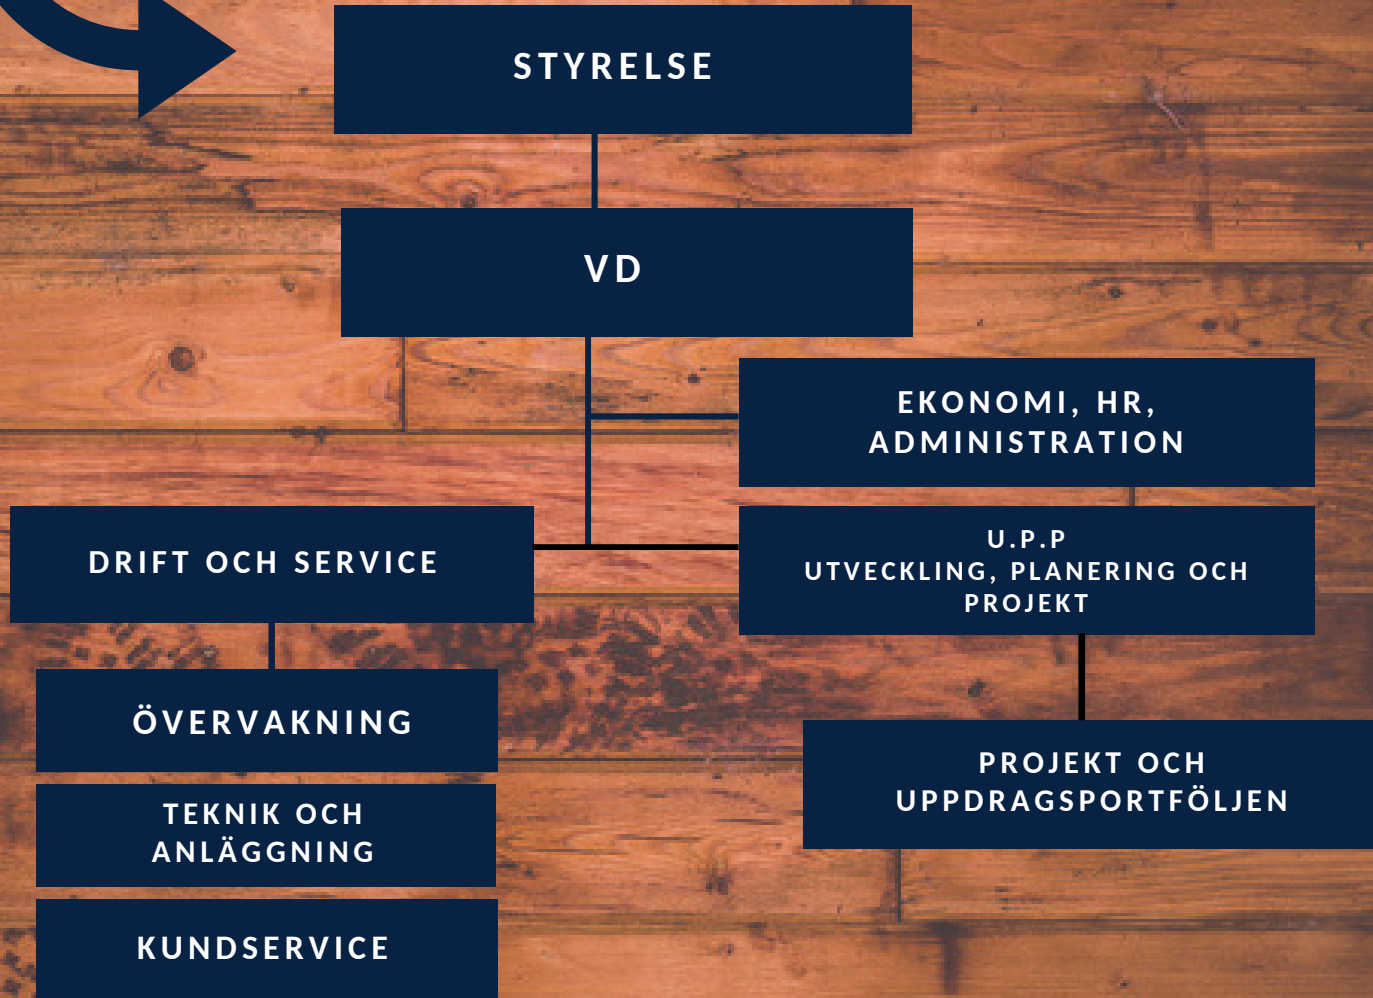 STYRELSE
VD
EKONOMI, HR,
ADMINISTRATION
DRIFT OCH SERVICE
U.P.P
UTVECKLING, PLANERING OCH
PROJEKT
ÖVERVAKNING
PROJEKT OCH
UPPDRAGSPORTFÖLJEN
TEKNIK OCH
ANLÄGGNING
KUNDSERVICE